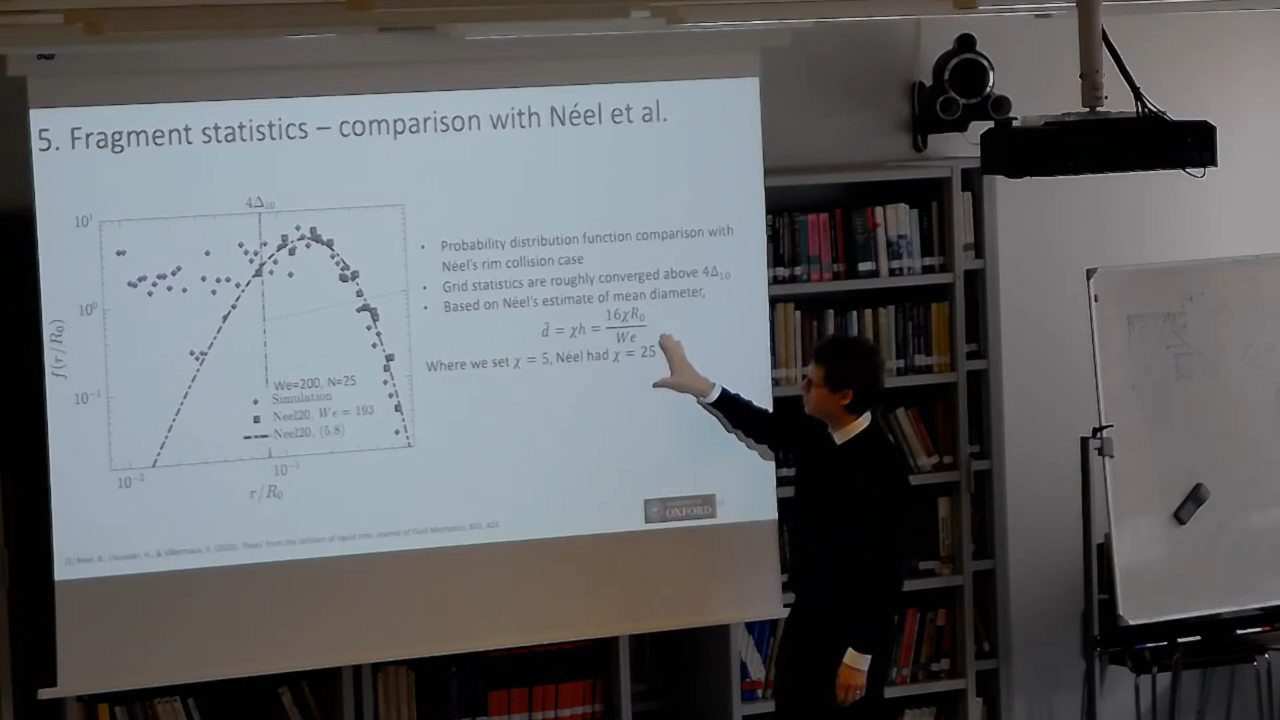 5. Fragment statistics – comparison with Néel et al.
4Δ₁₀
10¹
10⁰
10⁻¹
f(r/R₀)
We=200, N=25
Simulation
Neel20, We = 193
Neel20, (5.8)
10⁻²
10⁻¹
r/R₀
• Probability distribution function comparison with
Néel's rim collision case
• Grid statistics are roughly converged above 4Δ₁₀
• Based on Néel's estimate of mean diameter,
d̄ = χh = 16χR₀ / We
Where we set χ = 5, Néel had χ = 25
OXFORD